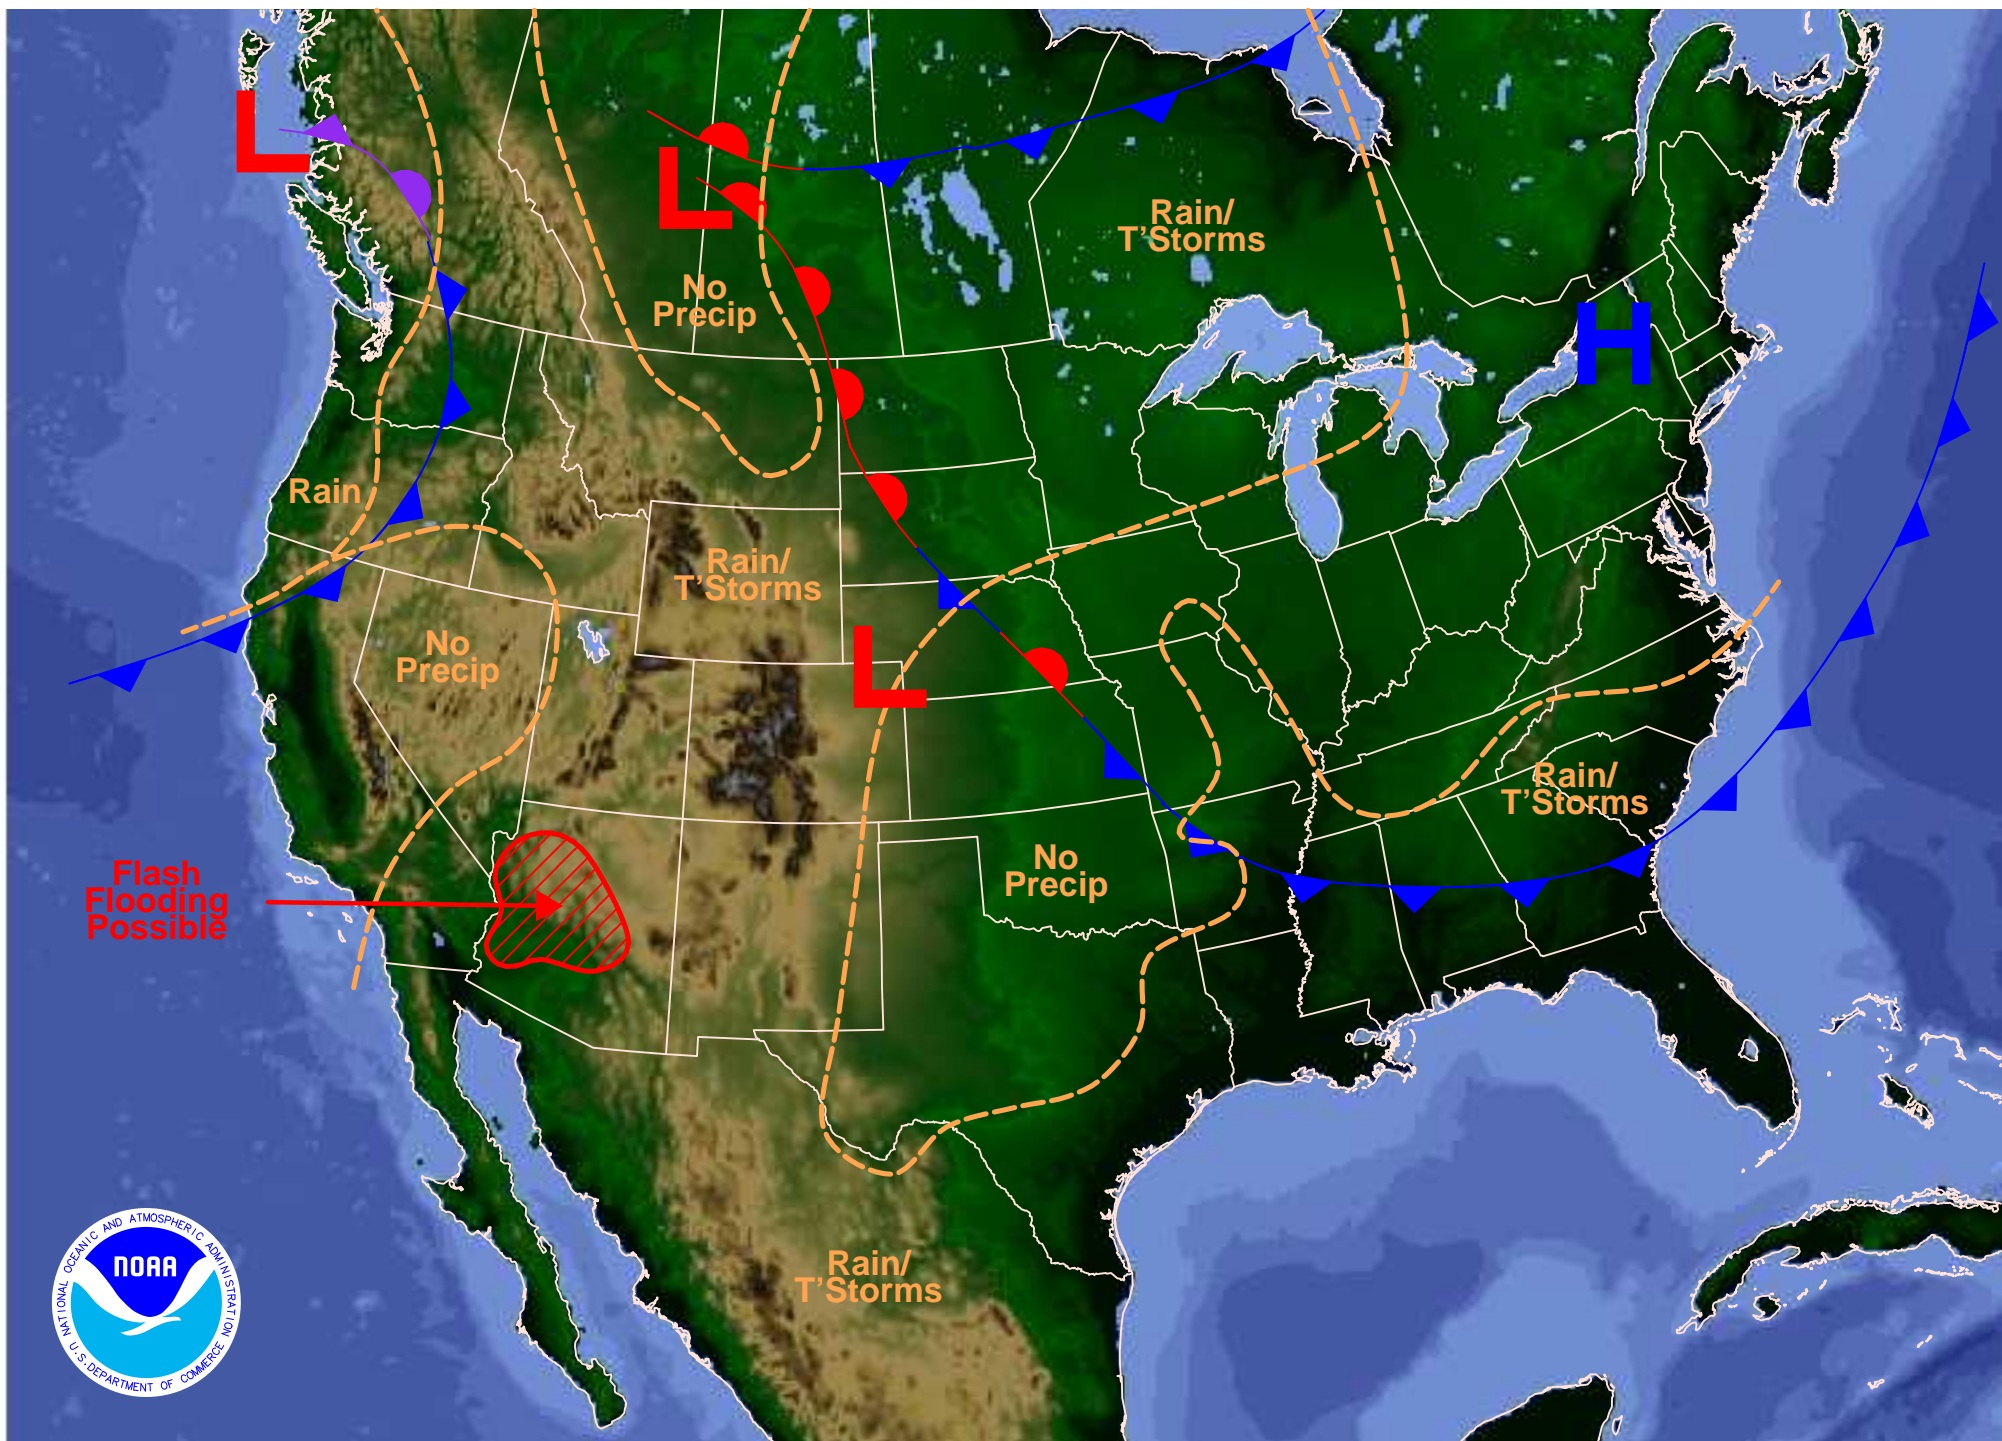 L
L
Rain/
T'Storms
No
Precip
H
Rain
Rain/
T'Storms
No
Precip
L
Rain/
T'Storms
Flash
Flooding
Possible
No
Precip
Rain/
T'Storms
NATIONAL OCEANIC AND ATMOSPHERIC ADMINISTRATION
NOAA
U.S. DEPARTMENT OF COMMERCE